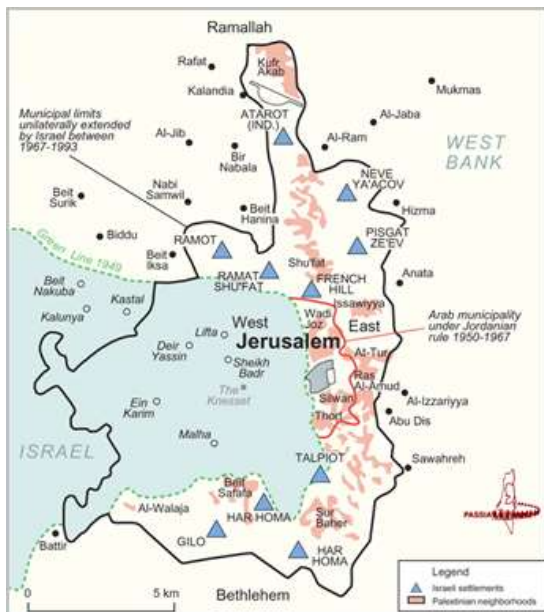 Ramallah
Rafat
Kufr
Akab
Kalandia
Mukmas
ATAROT
(IND.)
Al-Jaba
Municipal limits
unilaterally extended
by Israel between
1967-1993
Al-Jib
Bir
Nabala
Al-Ram
WEST
BANK
NEVE
YA'ACOV
Beit
Surik
Nabi
Samwil
Beit
Hanina
Hizma
Biddu
RAMOT
PISGAT
ZE'EV
Green Line 1949
Beit
Iksa
Shu'fat
RAMAT
SHU'FAT
FRENCH
HILL
Anata
Beit
Nakuba
Kastal
Issawiyya
Kalunya
Wadi
Joz
West
East
Jerusalem
Arab municipality
under Jordanian
rule 1950-1967
Lifta
Deir
Yassin
Sheikh
Badr
At-Tur
The
Knesset
Ras
Al-Amud
Al-Izzariyya
Ein
Karim
Silwan
Abu Dis
Thori
Malha
ISRAEL
TALPIOT
Sawahreh
Beit
Safafa
Al-Walaja
HAR HOMA
Sur
Baher
PASSIA
Battir
GILO
HAR
HOMA
Legend
Israeli settlements
Palestinian neighborhoods
0
5 km
Bethlehem